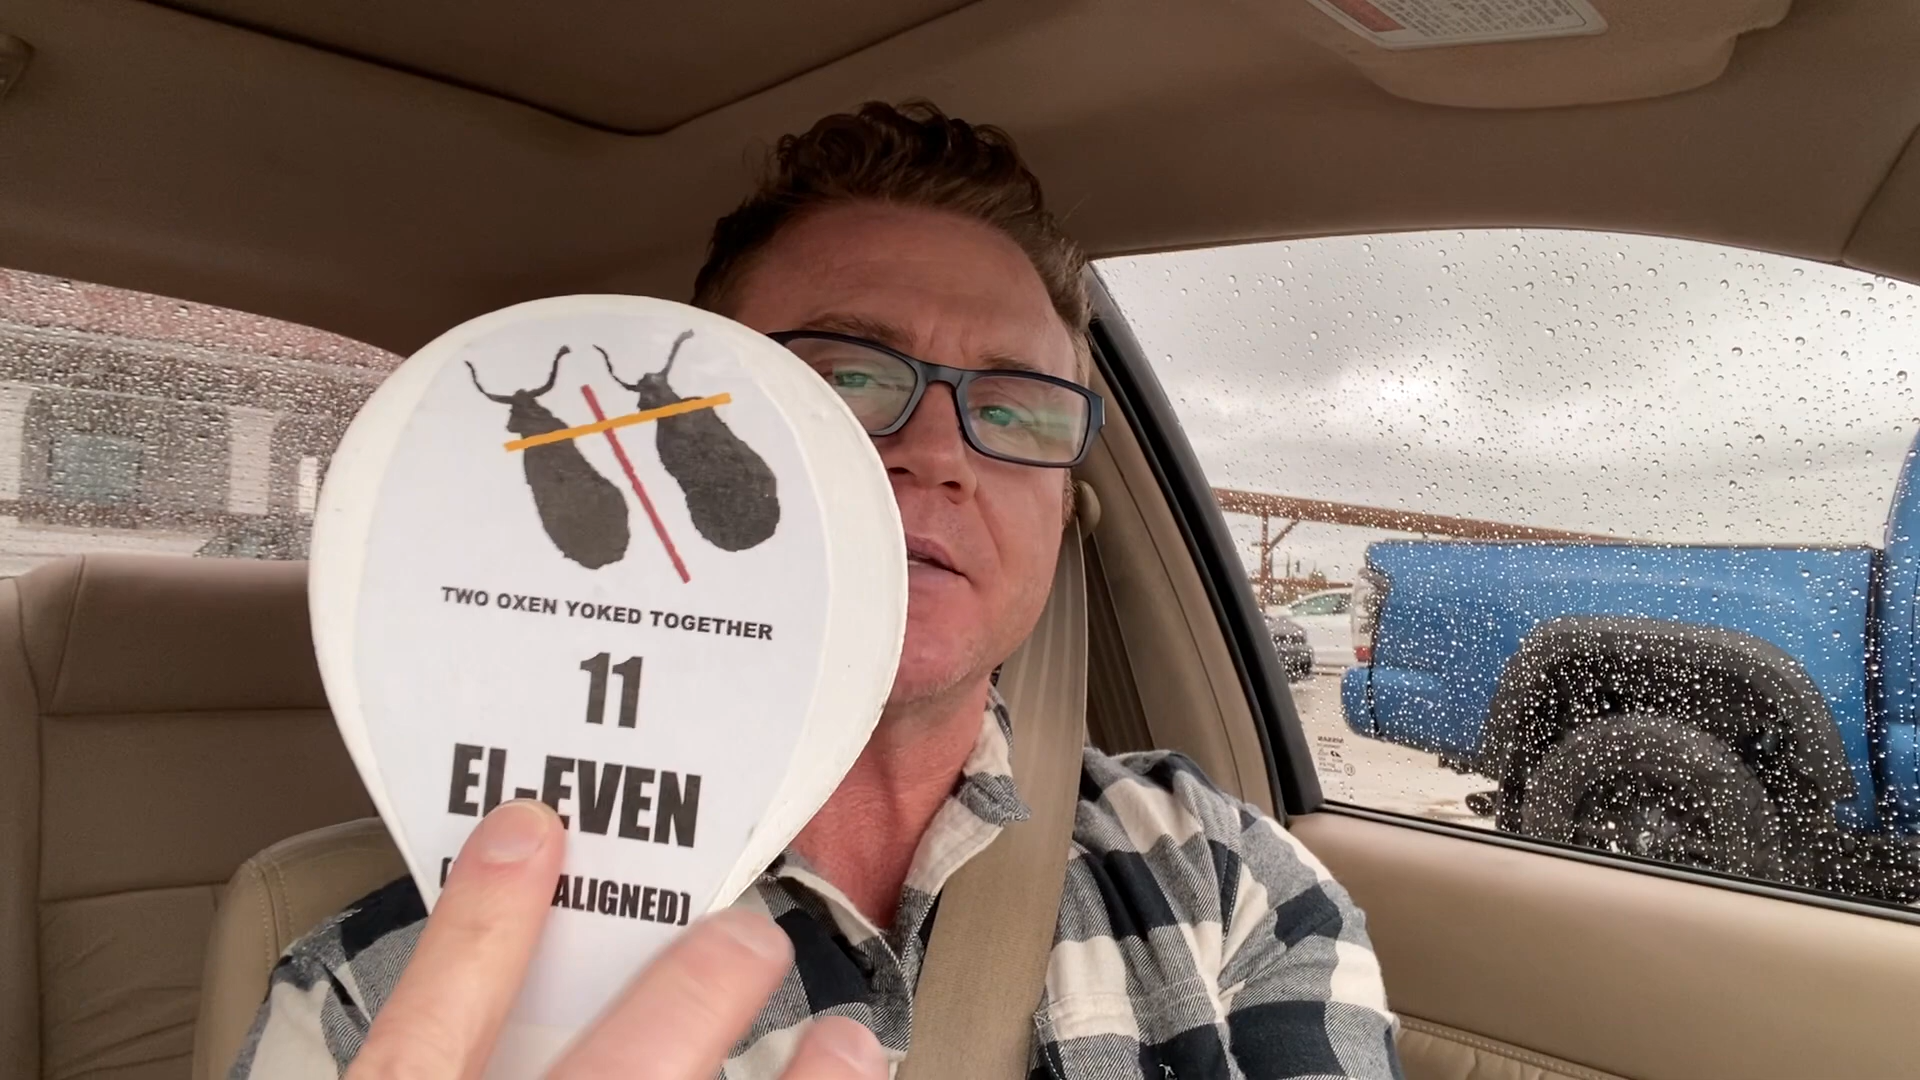 TWO OXEN YOKED TOGETHER
11
EL-EVEN
ALIGNED)